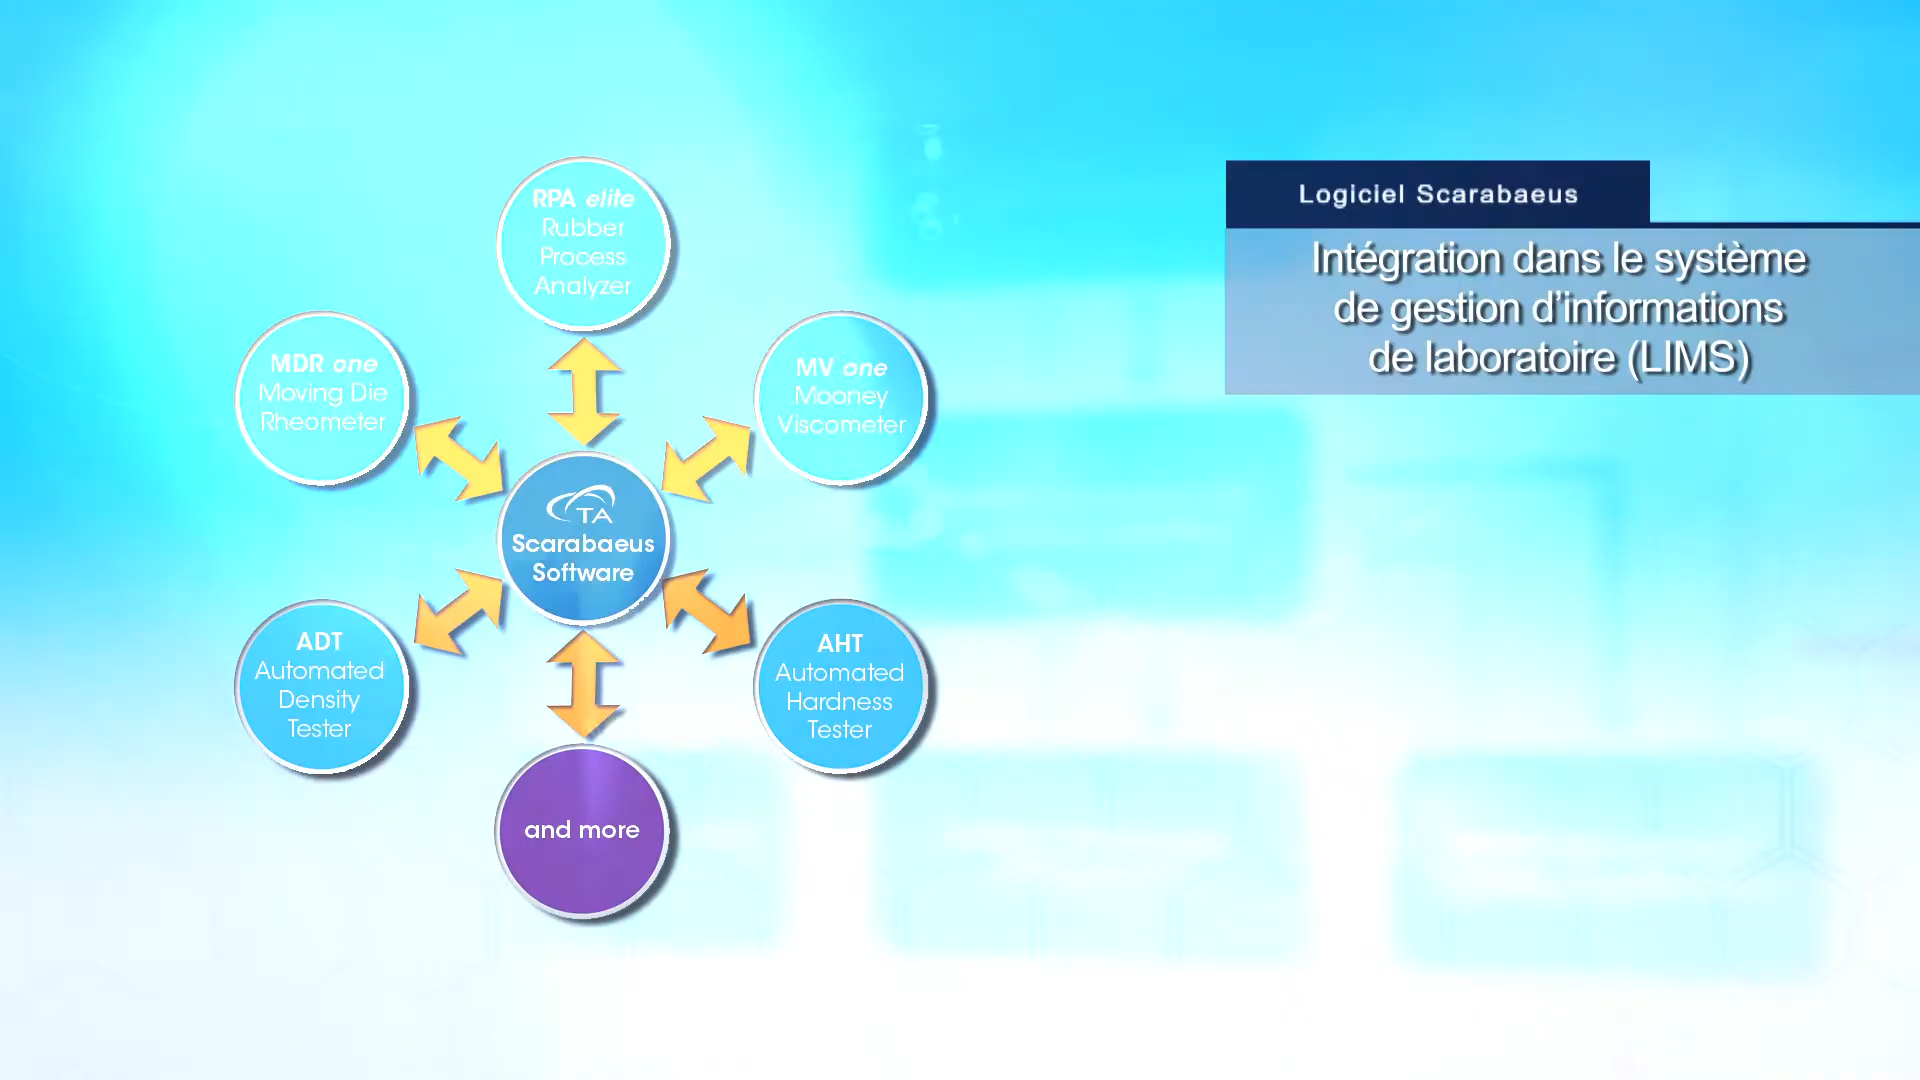 RPA elite
Rubber
Process
Analyzer
MDR one
Moving Die
Rheometer
MV one
Mooney
Viscometer
TA
Scarabaeus
Software
ADT
Automated
Density
Tester
AHT
Automated
Hardness
Tester
and more
Logiciel Scarabaeus
Intégration dans le système
de gestion d'informations
de laboratoire (LIMS)